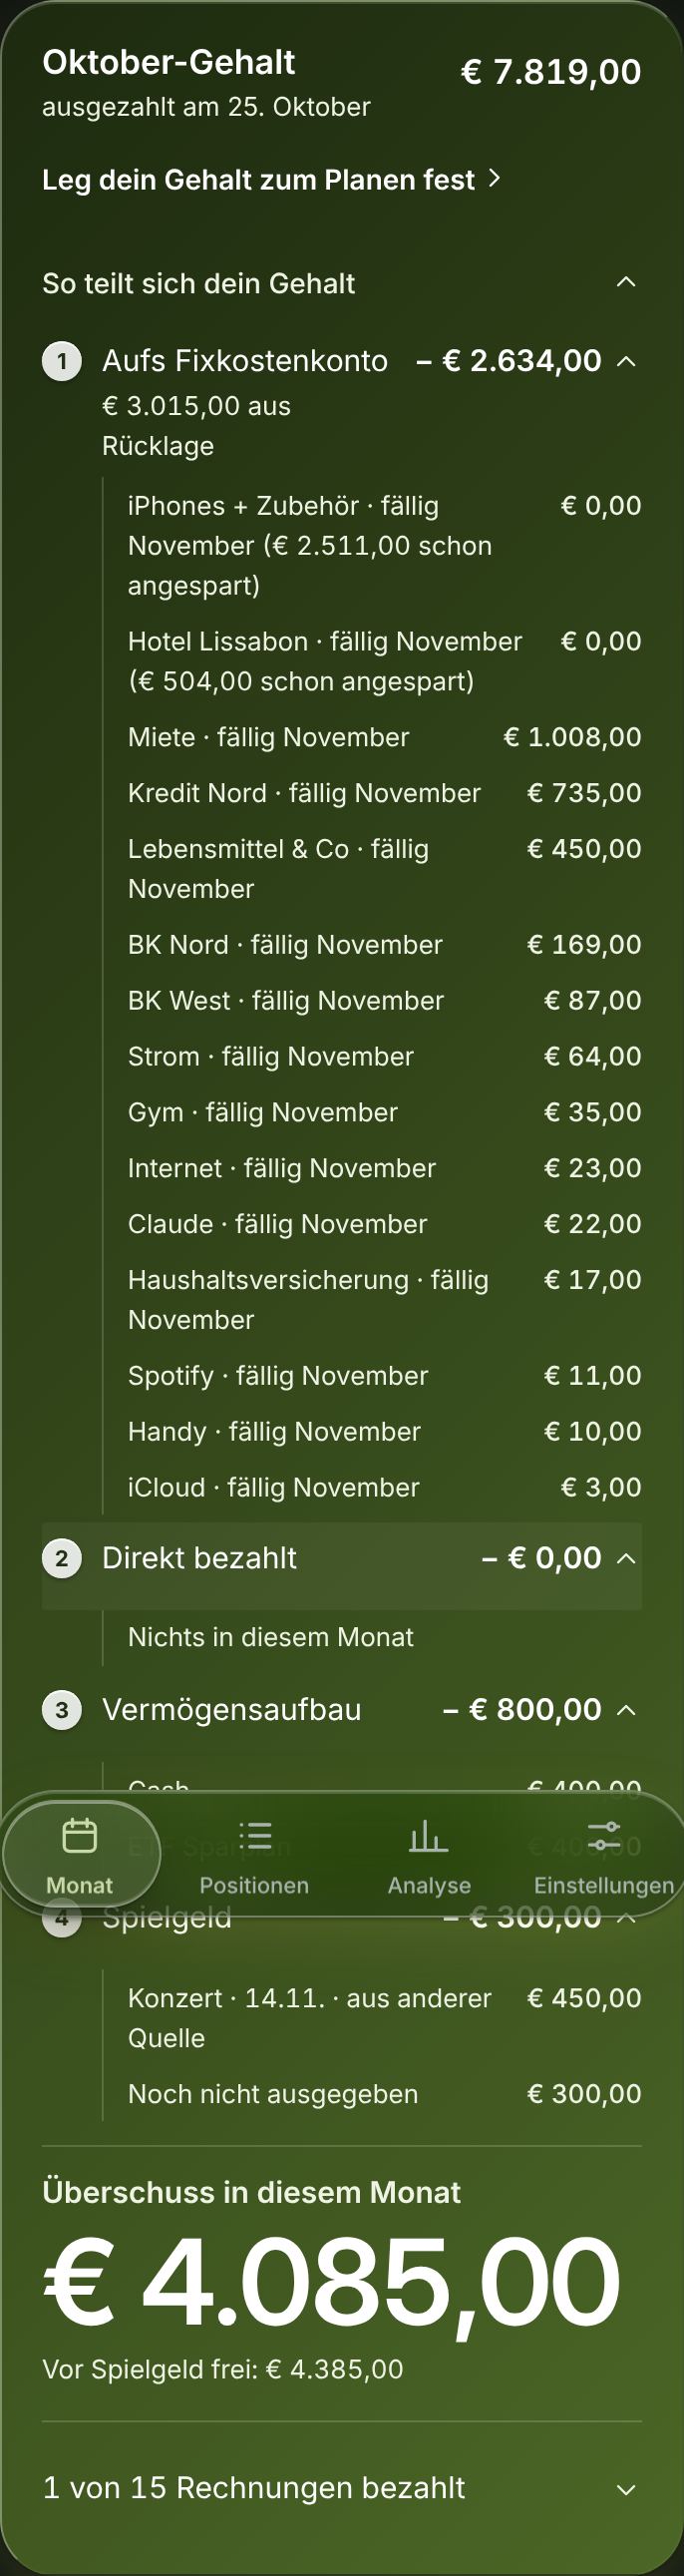 Oktober-Gehalt
€ 7.819,00
ausgezahlt am 25. Oktober
Leg dein Gehalt zum Planen fest
So teilt sich dein Gehalt
1 Aufs Fixkostenkonto – € 2.634,00
€ 3.015,00 aus
Rücklage
iPhones + Zubehör · fällig € 0,00
November (€ 2.511,00 schon
angespart)
Hotel Lissabon · fällig November € 0,00
(€ 504,00 schon angespart)
Miete · fällig November € 1.008,00
Kredit Nord · fällig November € 735,00
Lebensmittel & Co · fällig € 450,00
November
BK Nord · fällig November € 169,00
BK West · fällig November € 87,00
Strom · fällig November € 64,00
Gym · fällig November € 35,00
Internet · fällig November € 23,00
Claude · fällig November € 22,00
Haushaltsversicherung · fällig € 17,00
November
Spotify · fällig November € 11,00
Handy · fällig November € 10,00
iCloud · fällig November € 3,00
2 Direkt bezahlt – € 0,00
Nichts in diesem Monat
3 Vermögensaufbau – € 800,00
Cash € 400,00
Monat Positionen Analyse Einstellungen
4 Spielgeld – € 300,00
Konzert · 14.11. · aus anderer € 450,00
Quelle
Noch nicht ausgegeben € 300,00
Überschuss in diesem Monat
€ 4.085,00
Vor Spielgeld frei: € 4.385,00
1 von 15 Rechnungen bezahlt